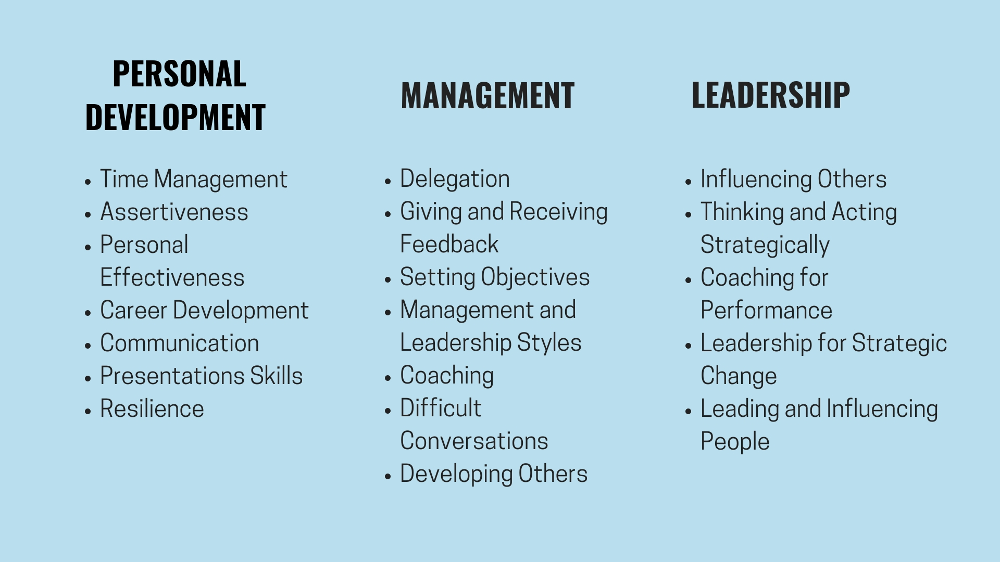 PERSONAL
DEVELOPMENT
• Time Management
• Assertiveness
• Personal
Effectiveness
• Career Development
• Communication
• Presentations Skills
• Resilience
MANAGEMENT
• Delegation
• Giving and Receiving
Feedback
• Setting Objectives
• Management and
Leadership Styles
• Coaching
• Difficult
Conversations
• Developing Others
LEADERSHIP
• Influencing Others
• Thinking and Acting
Strategically
• Coaching for
Performance
• Leadership for Strategic
Change
• Leading and Influencing
People